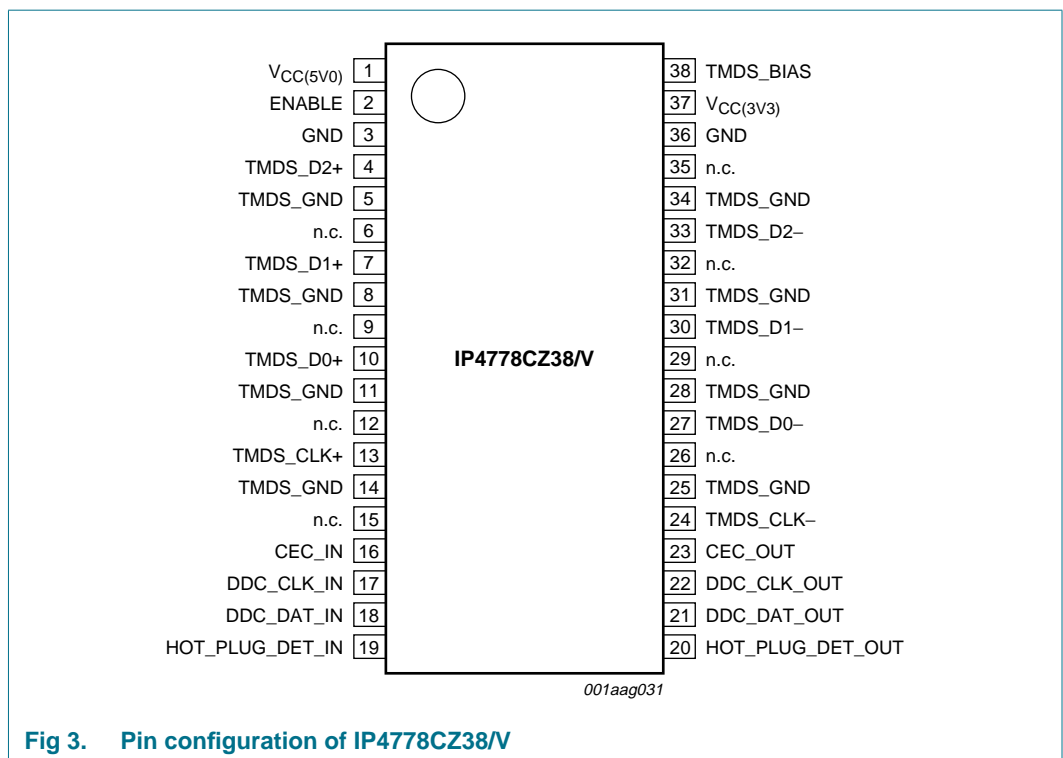 VCC(5V0) 1
ENABLE 2
GND 3
TMDS_D2+ 4
TMDS_GND 5
n.c. 6
TMDS_D1+ 7
TMDS_GND 8
n.c. 9
TMDS_D0+ 10
TMDS_GND 11
n.c. 12
TMDS_CLK+ 13
TMDS_GND 14
n.c. 15
CEC_IN 16
DDC_CLK_IN 17
DDC_DAT_IN 18
HOT_PLUG_DET_IN 19
IP4778CZ38/V
38 TMDS_BIAS
37 VCC(3V3)
36 GND
35 n.c.
34 TMDS_GND
33 TMDS_D2−
32 n.c.
31 TMDS_GND
30 TMDS_D1−
29 n.c.
28 TMDS_GND
27 TMDS_D0−
26 n.c.
25 TMDS_GND
24 TMDS_CLK−
23 CEC_OUT
22 DDC_CLK_OUT
21 DDC_DAT_OUT
20 HOT_PLUG_DET_OUT
001aag031
Fig 3. Pin configuration of IP4778CZ38/V